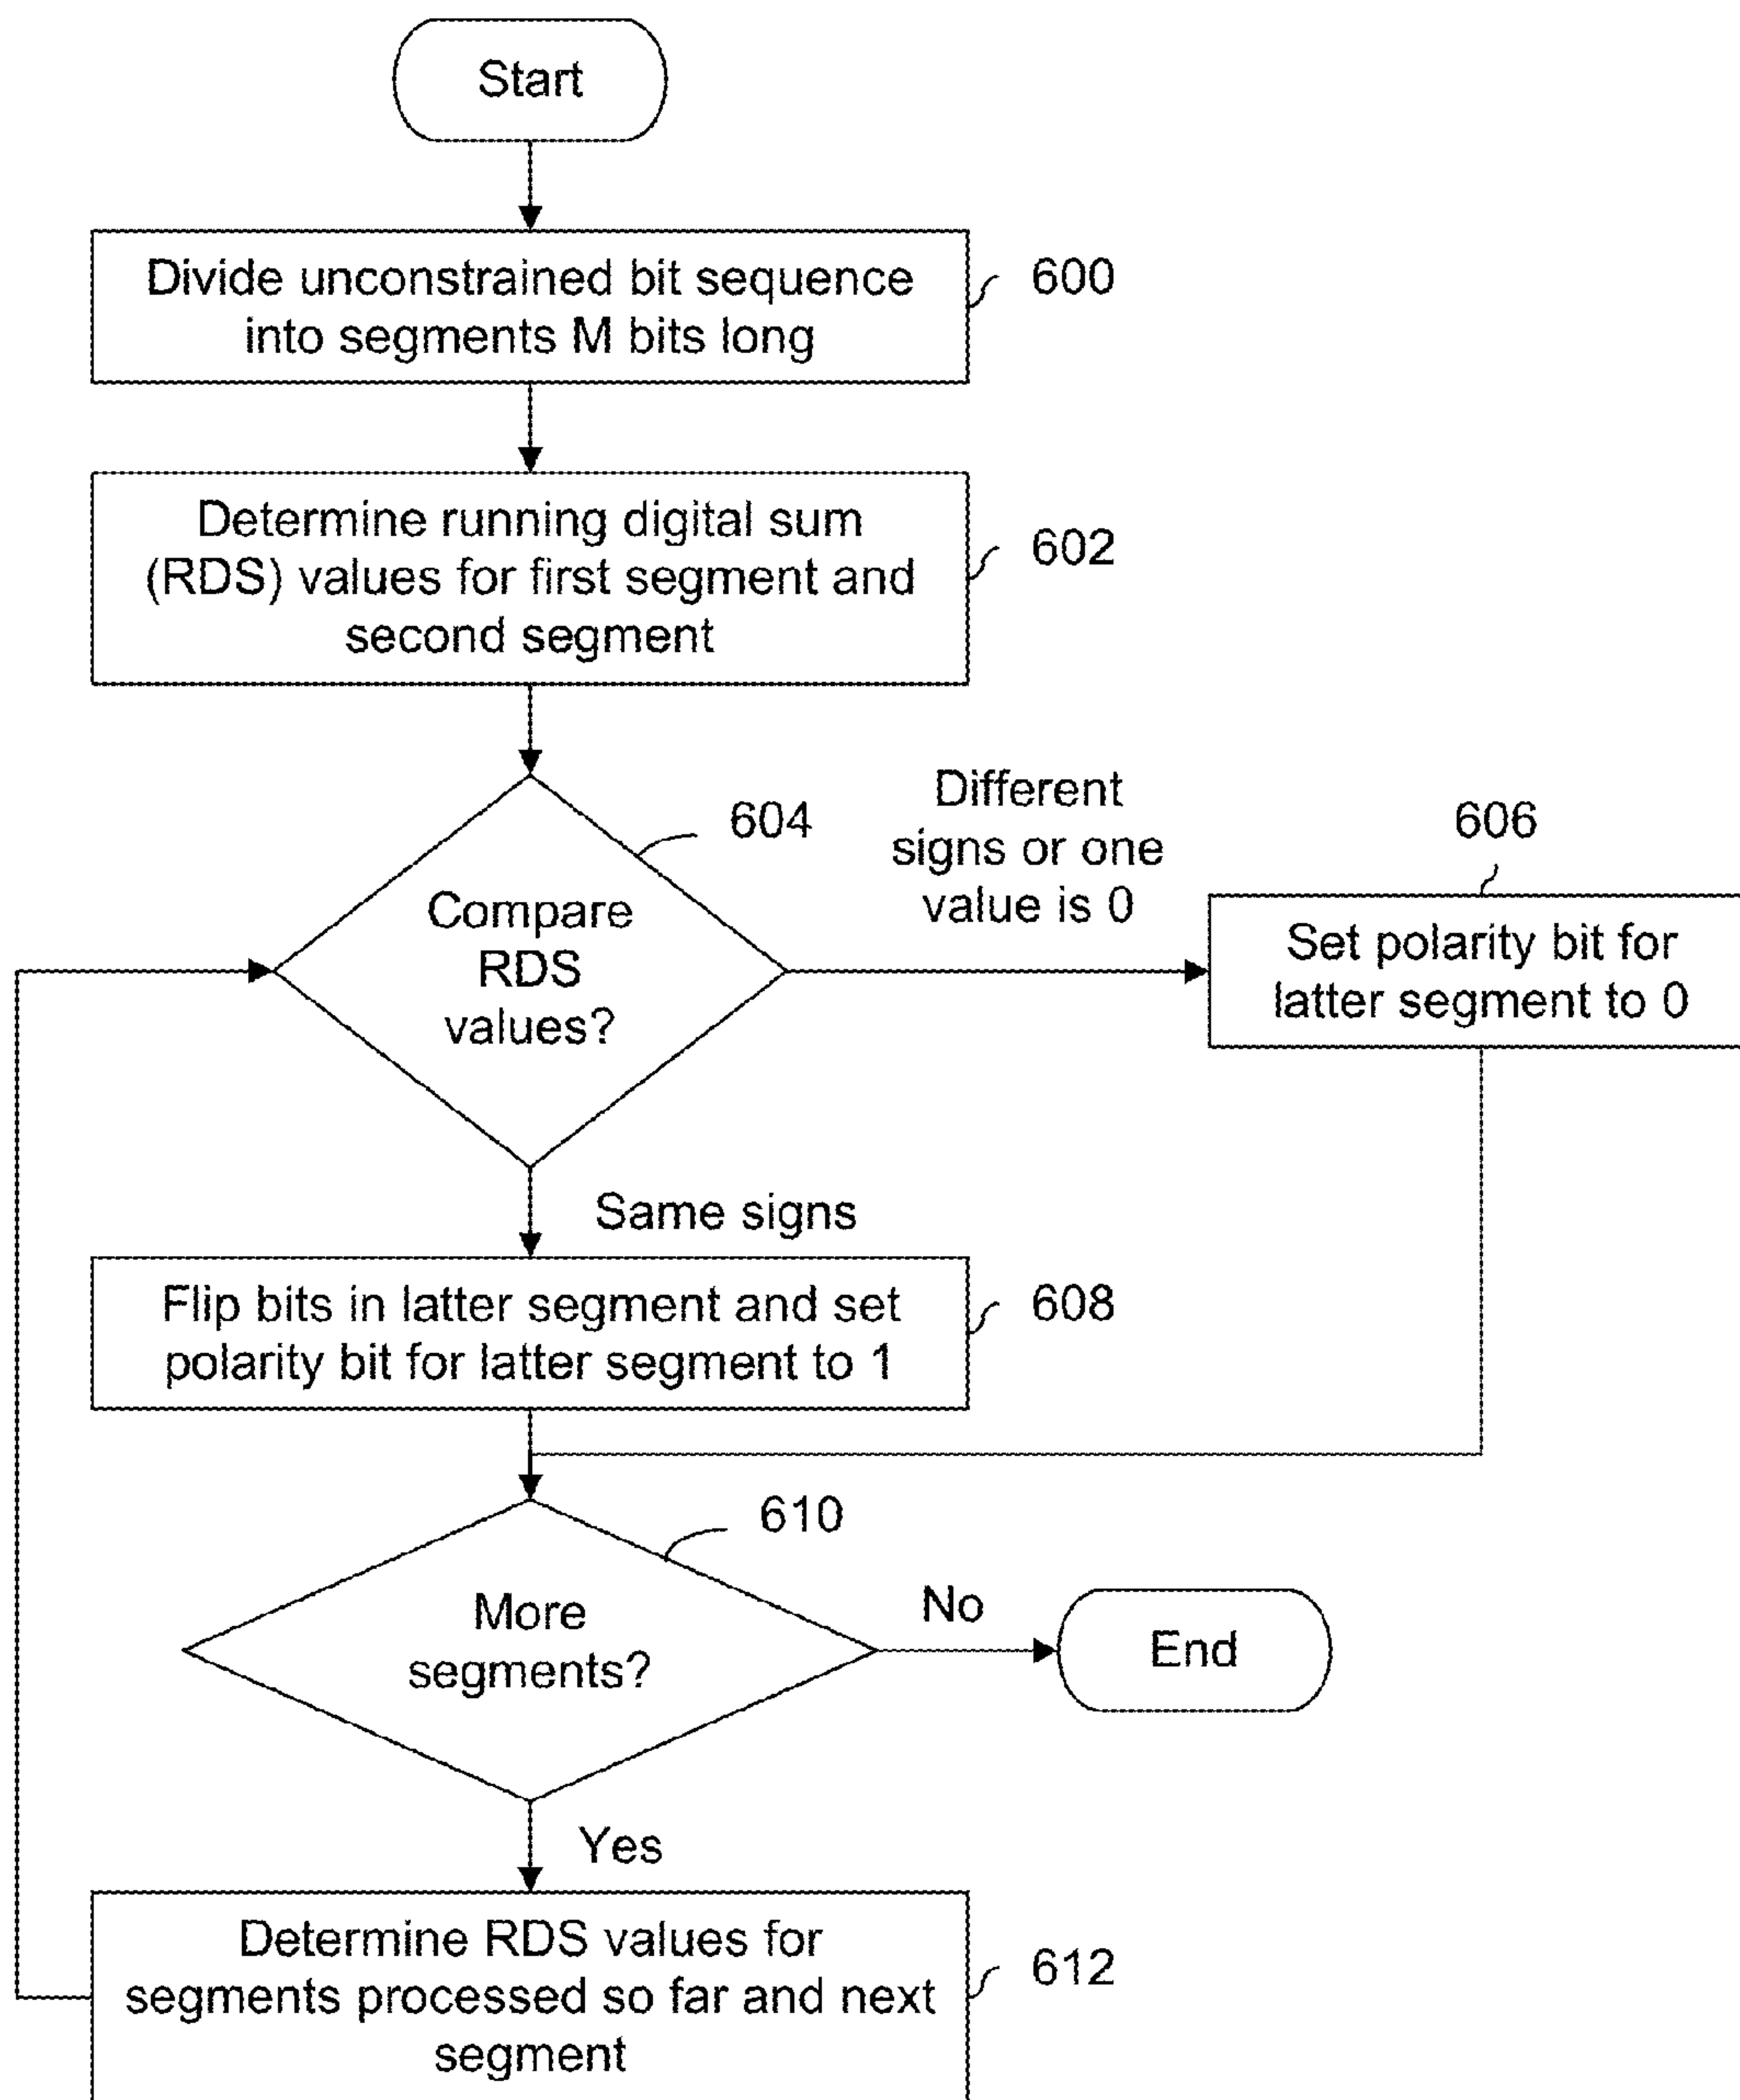 Start
Divide unconstrained bit sequence
into segments M bits long
600
Determine running digital sum
(RDS) values for first segment and
second segment
602
604
Compare
RDS
values?
Different
signs or one
value is 0
606
Set polarity bit for
latter segment to 0
Same signs
Flip bits in latter segment and set
polarity bit for latter segment to 1
608
610
More
segments?
No
End
Yes
Determine RDS values for
segments processed so far and next
segment
612